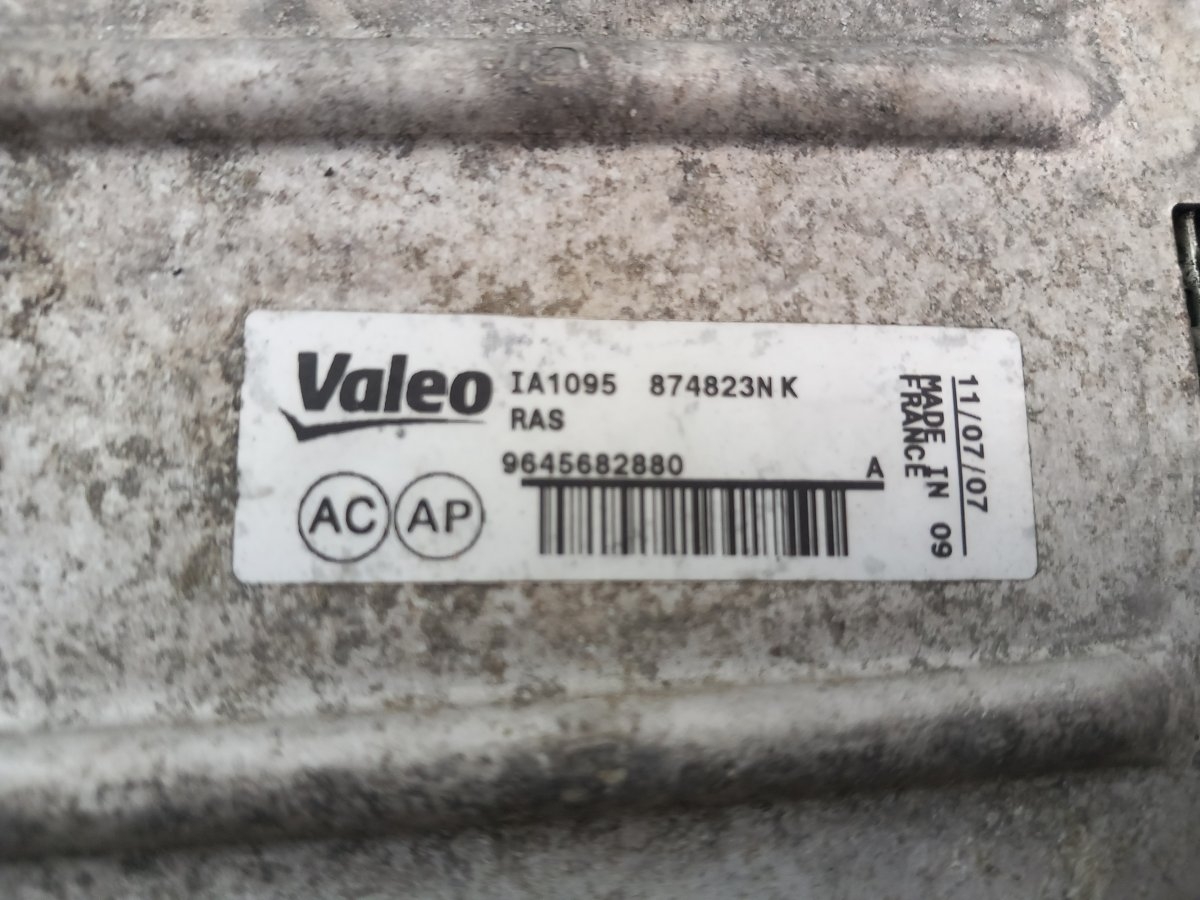 Valeo IA1095 874823N K
RAS
9645682880 A
AC AP
11/07/07
MADE IN 09
FRANCE